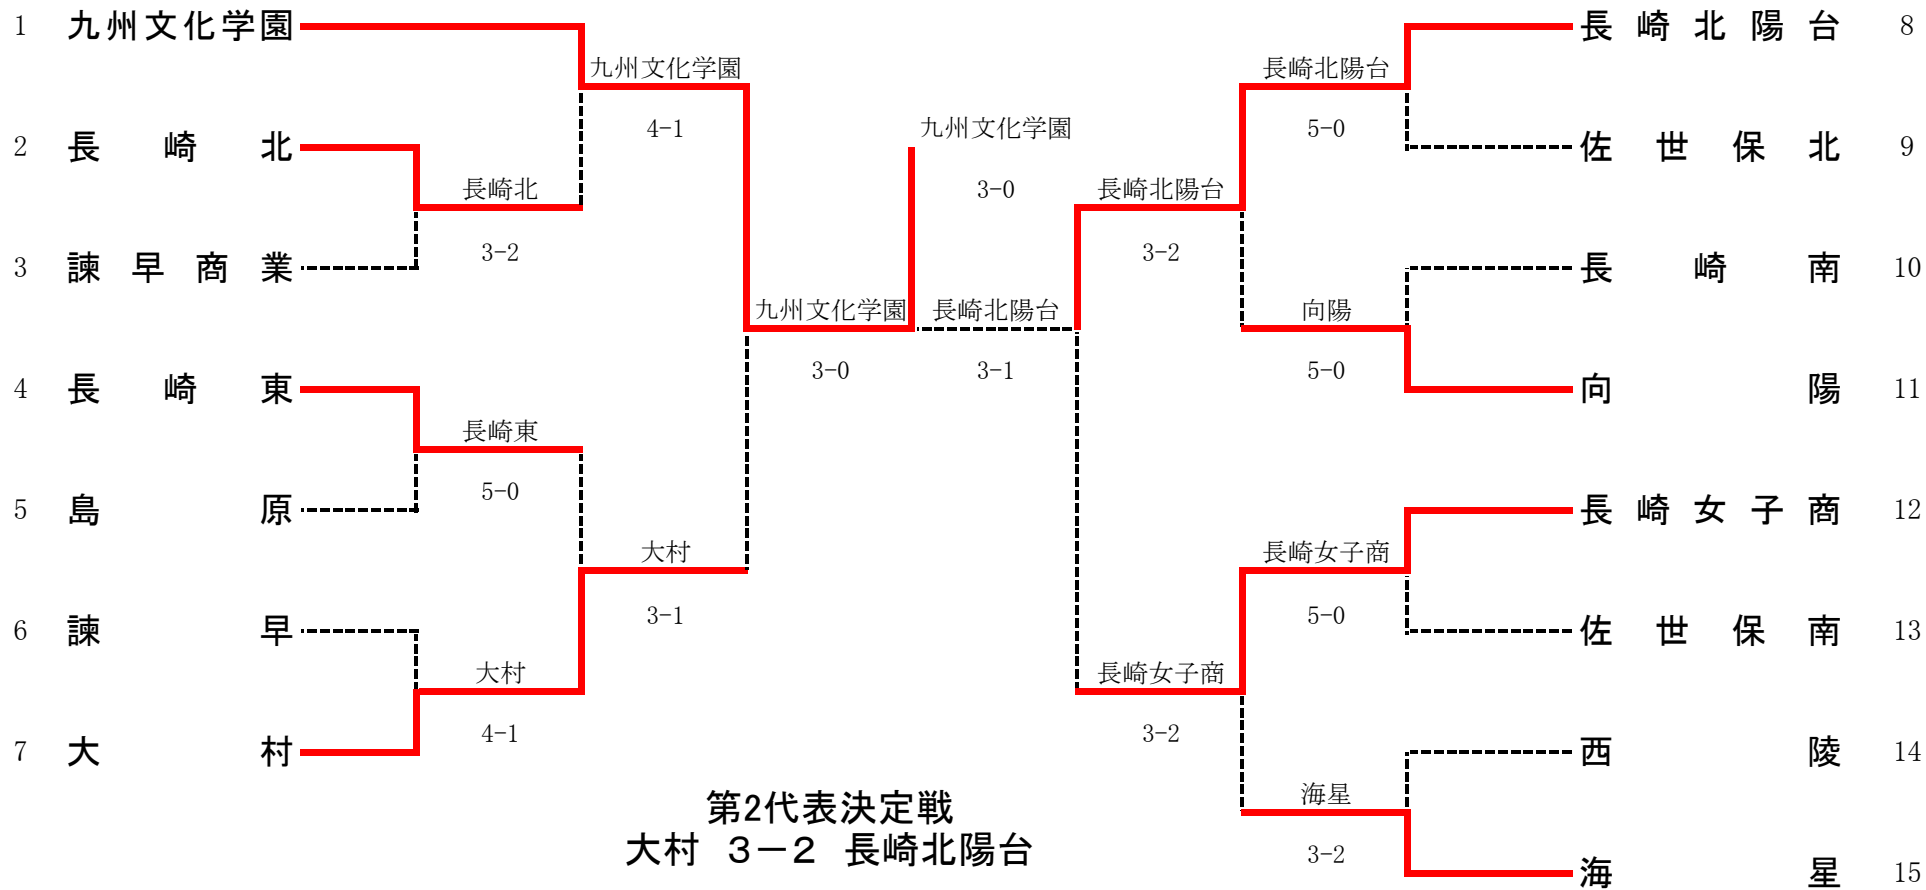 1 九州文化学園
2 長崎北
3 諫早商業
4 長崎東
5 島原
6 諫早
7 大村
長崎北
3-2
長崎東
5-0
大村
4-1
九州文化学園
4-1
大村
3-1
九州文化学園
3-0
九州文化学園
3-0
長崎北陽台
3-1
長崎北陽台
3-2
長崎女子商
3-2
長崎北陽台
5-0
向陽
5-0
長崎女子商
5-0
海星
3-2
長崎北陽台 8
佐世保北 9
長崎南 10
向陽 11
長崎女子商 12
佐世保南 13
西陵 14
海星 15
第2代表決定戦
大村 3－2 長崎北陽台